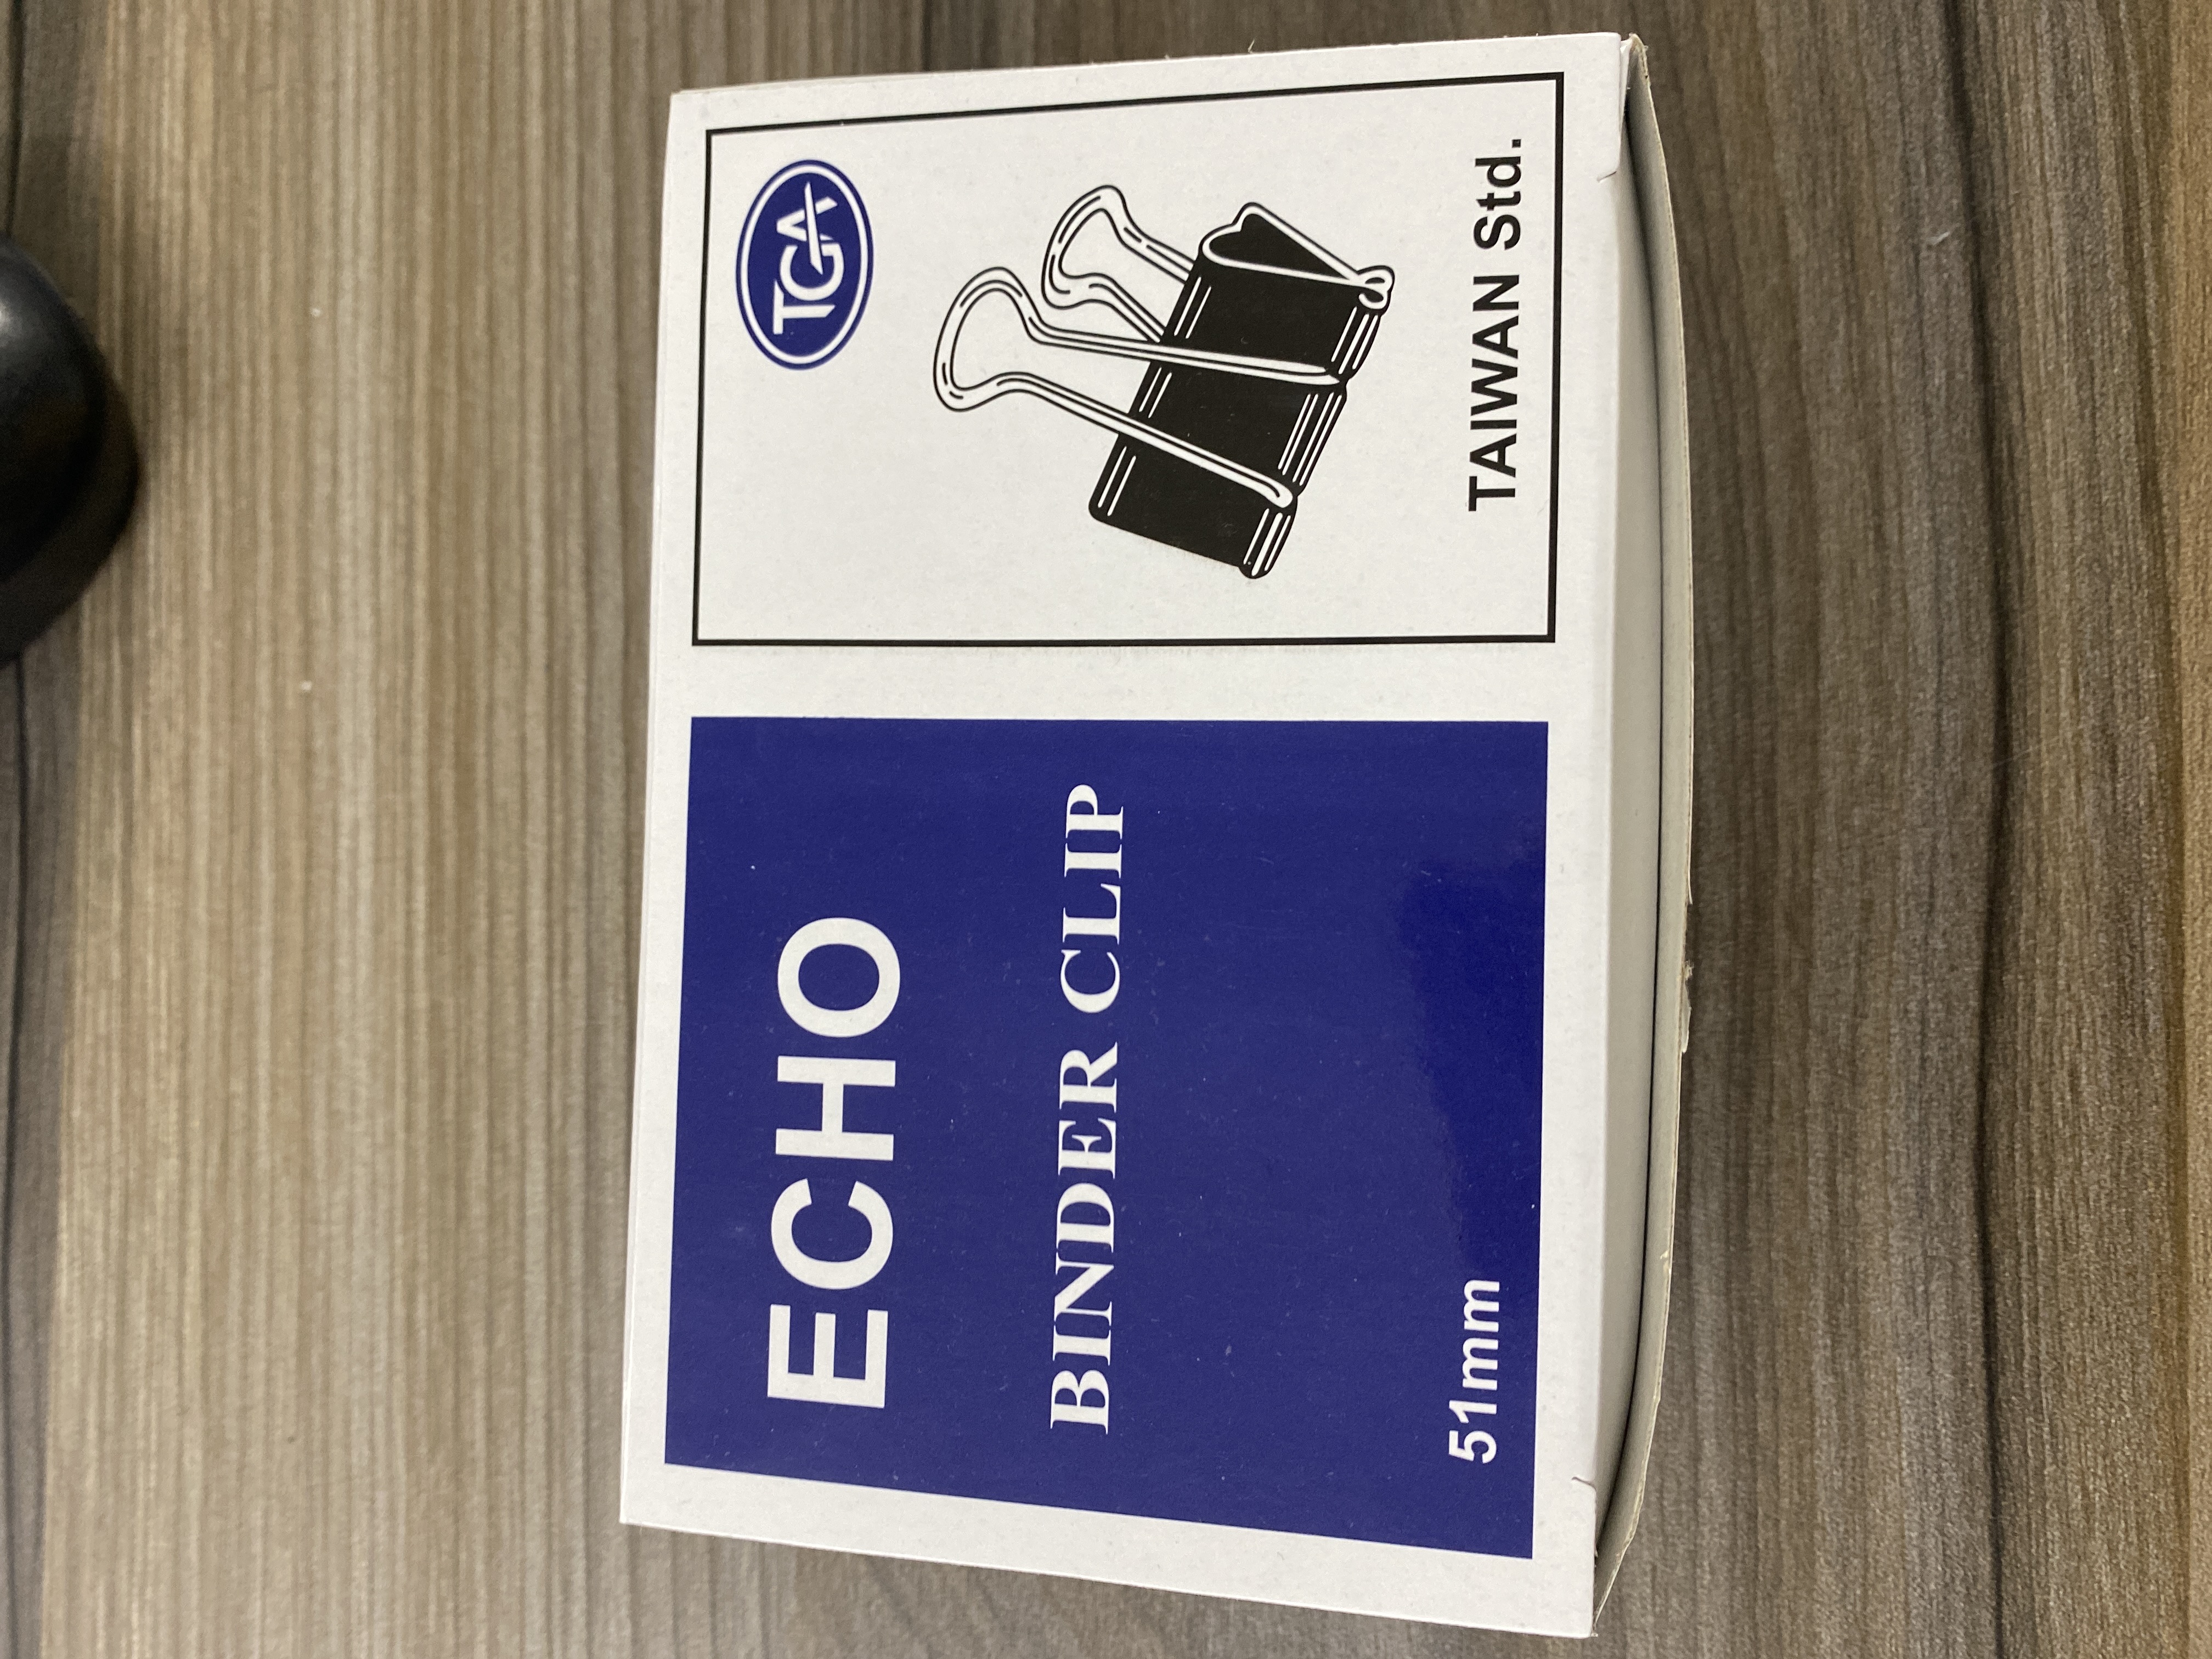 ECHO
BINDER CLIP
51mm
TGA
TAIWAN Std.